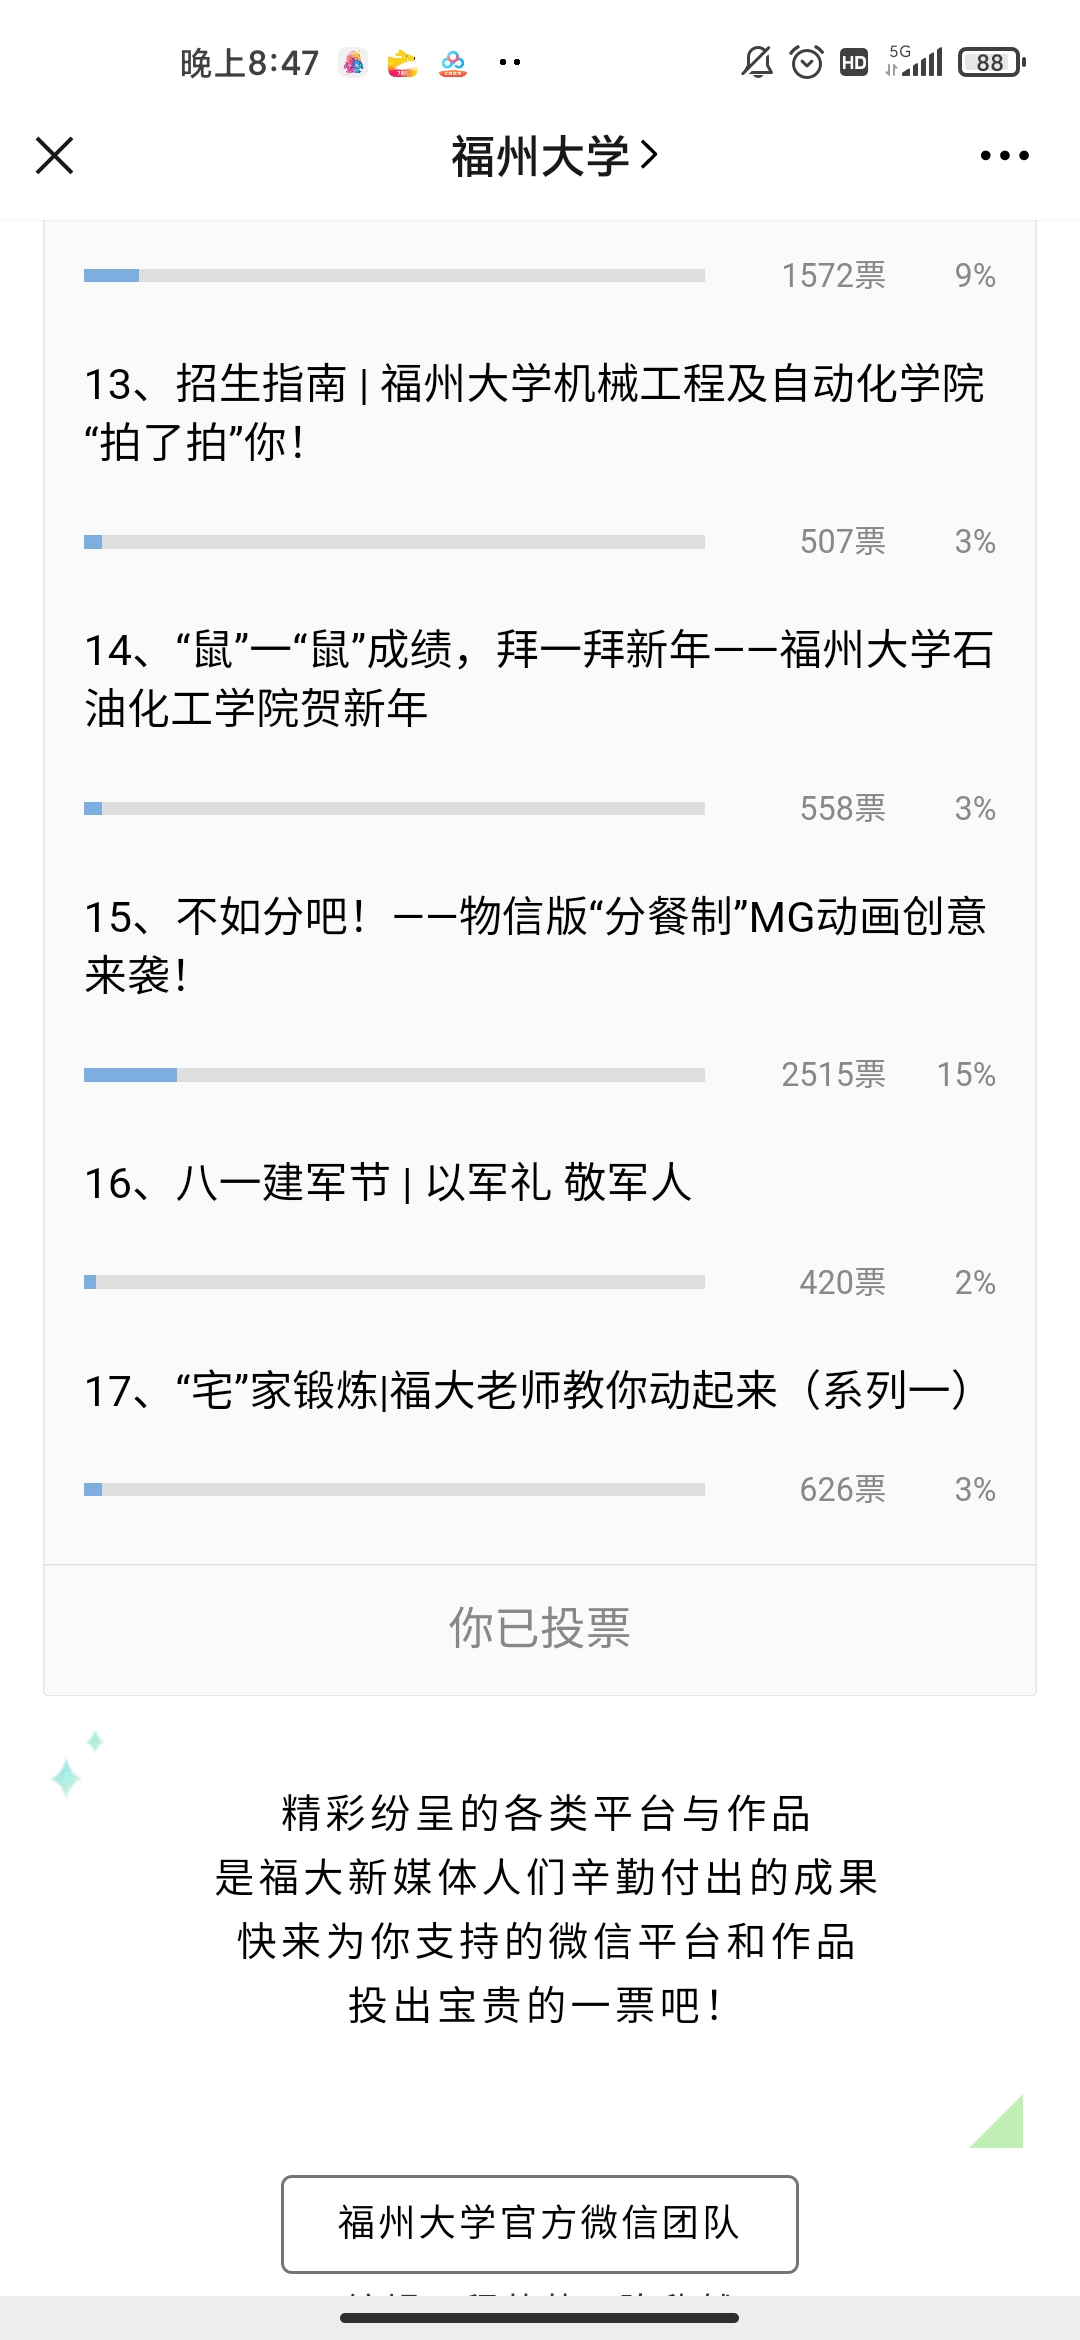 晚上8:47
HD
5G
88
福州大学
1572票 9%
13、招生指南 | 福州大学机械工程及自动化学院
“拍了拍”你！
507票 3%
14、“鼠”一“鼠”成绩，拜一拜新年——福州大学石
油化工学院贺新年
558票 3%
15、不如分吧！——物信版“分餐制”MG动画创意
来袭！
2515票 15%
16、八一建军节 | 以军礼 敬军人
420票 2%
17、“宅”家锻炼|福大老师教你动起来（系列一）
626票 3%
你已投票
精彩纷呈的各类平台与作品
是福大新媒体人们辛勤付出的成果
快来为你支持的微信平台和作品
投出宝贵的一票吧！
福州大学官方微信团队